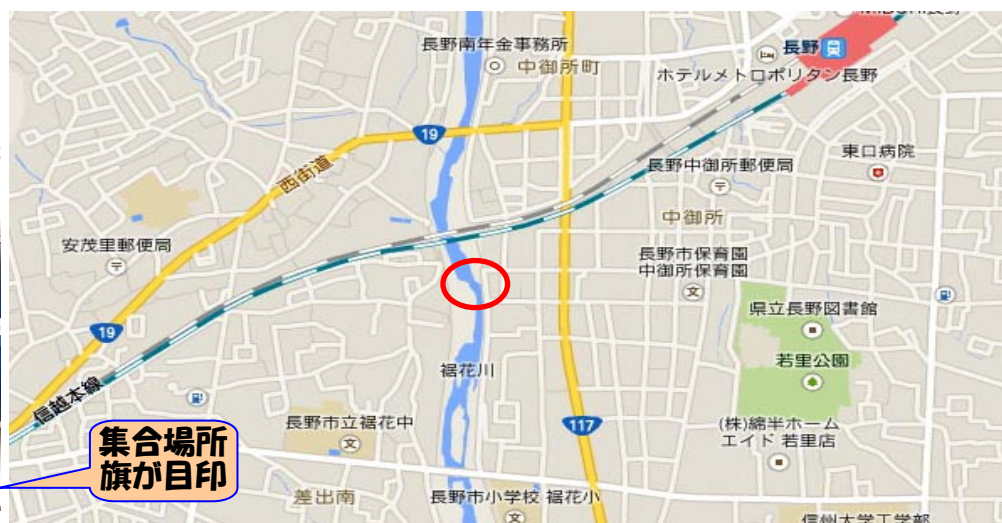 長野南年金事務所
中御所町
長野
ホテルメトロポリタン長野
19
西街道
東口病院
長野中御所郵便局
中御所
安茂里郵便局
長野市保育園
中御所保育園
県立長野図書館
19
若里公園
裾花川
信越本線
長野市立裾花中
117
(株)綿半ホーム
エイド 若里店
集合場所
旗が目印
差出南
長野市小学校 裾花小
信州大学工学部